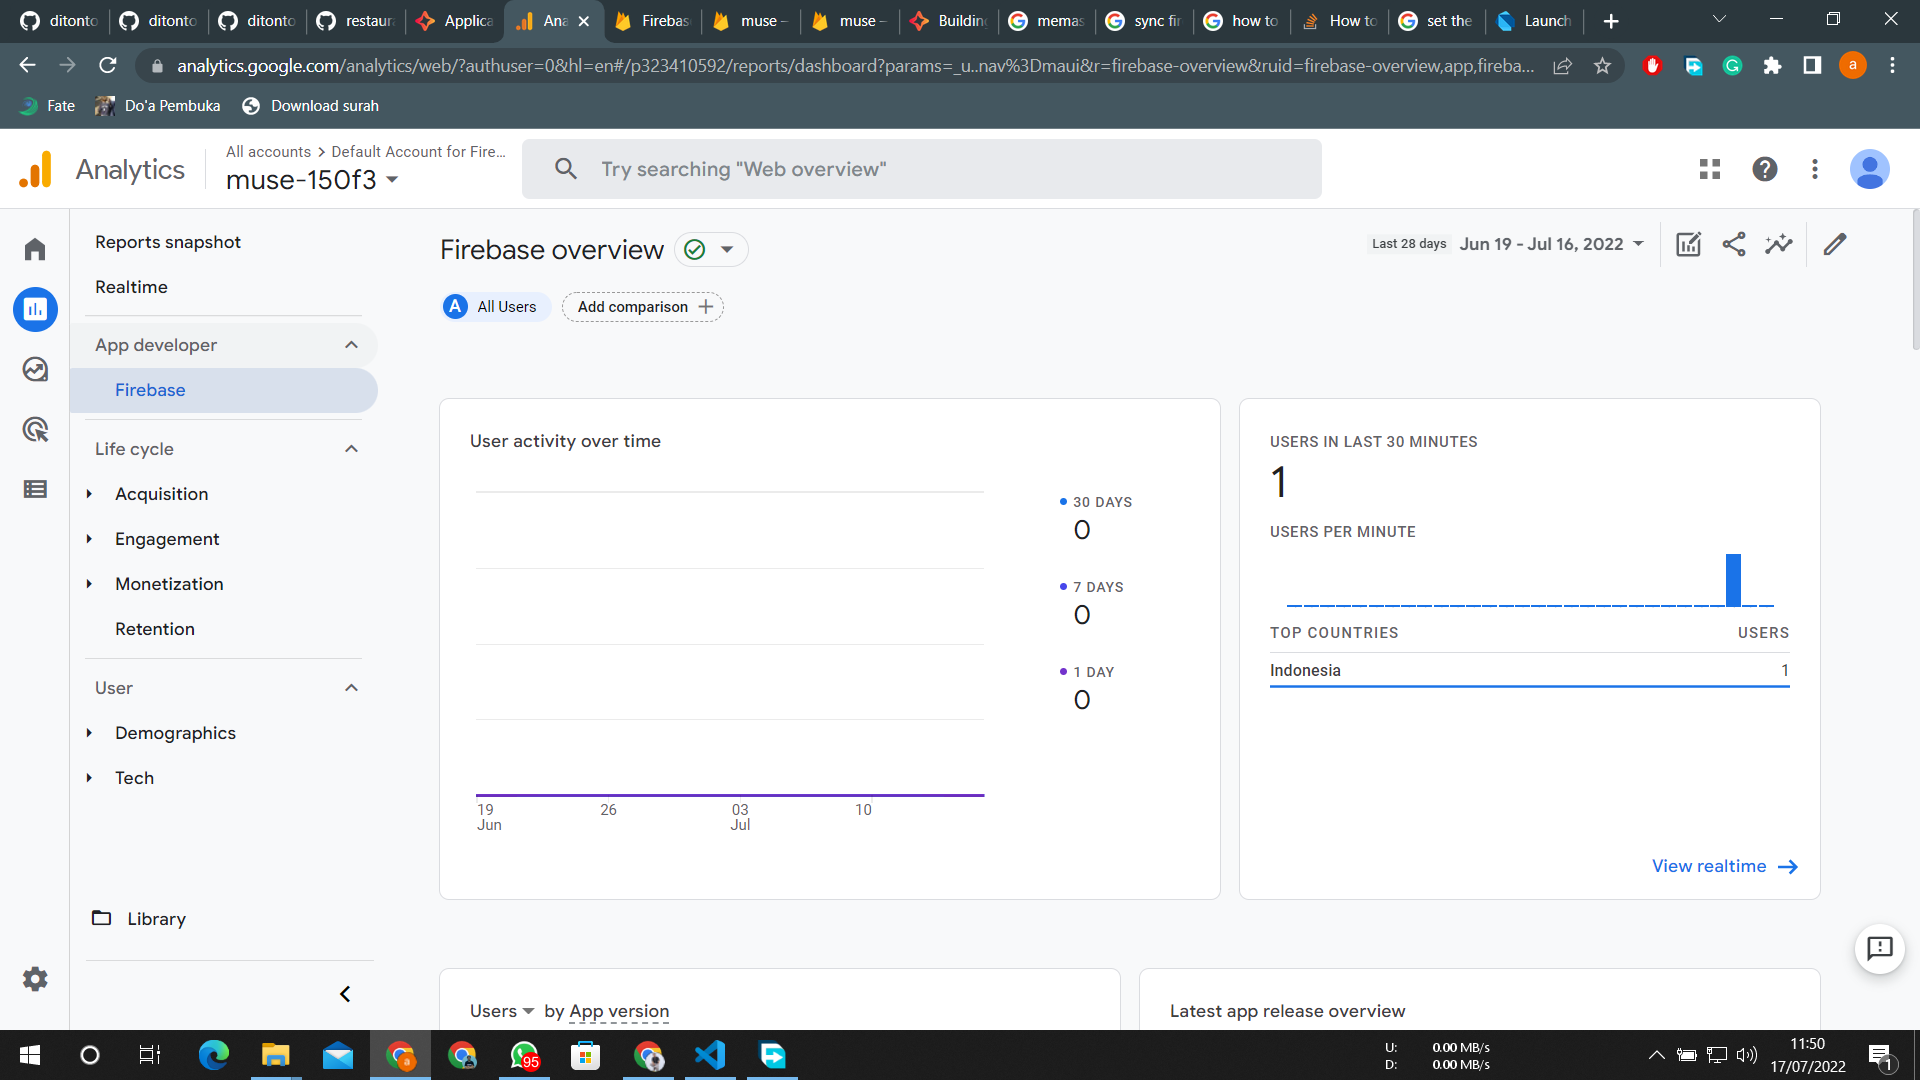 ditonto
ditonto
ditonto
restaura
Applica
Ana
Firebas
muse –
muse –
Building
memas
sync fir
how to
How to
set the
Launch
analytics.google.com/analytics/web/?authuser=0&hl=en#/p323410592/reports/dashboard?params=_u..nav%3Dmaui&r=firebase-overview&ruid=firebase-overview,app,fireba...
a
Fate
Do'a Pembuka
Download surah
Analytics
All accounts > Default Account for Fire...
muse-150f3
Try searching "Web overview"
Reports snapshot
Realtime
App developer
Firebase
Life cycle
Acquisition
Engagement
Monetization
Retention
User
Demographics
Tech
Library
Firebase overview
Last 28 days Jun 19 - Jul 16, 2022
A All Users
Add comparison +
User activity over time
30 DAYS
0
7 DAYS
0
1 DAY
0
19 26 03 10
Jun Jul
USERS IN LAST 30 MINUTES
1
USERS PER MINUTE
TOP COUNTRIES USERS
Indonesia 1
View realtime
Users by App version
Latest app release overview
a
95
U: 0.00 MB/s
D: 0.00 MB/s
11:50
17/07/2022
1